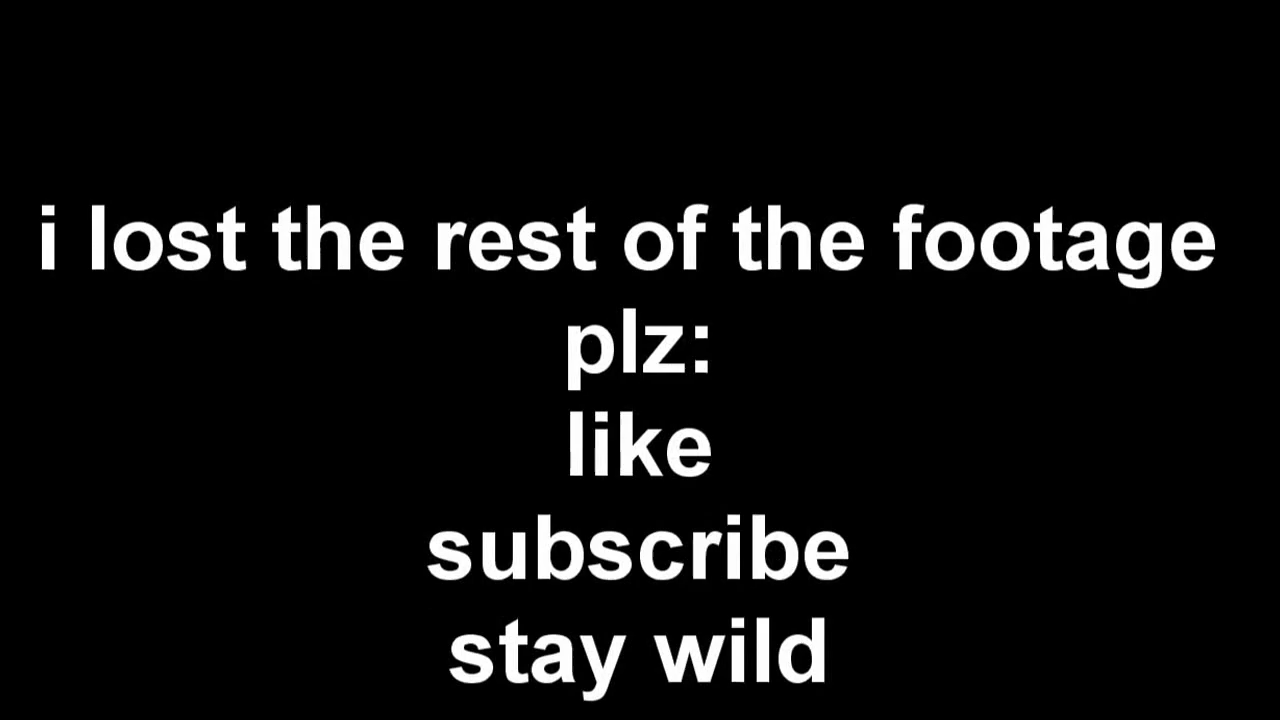 i lost the rest of the footage
plz:
like
subscribe
stay wild